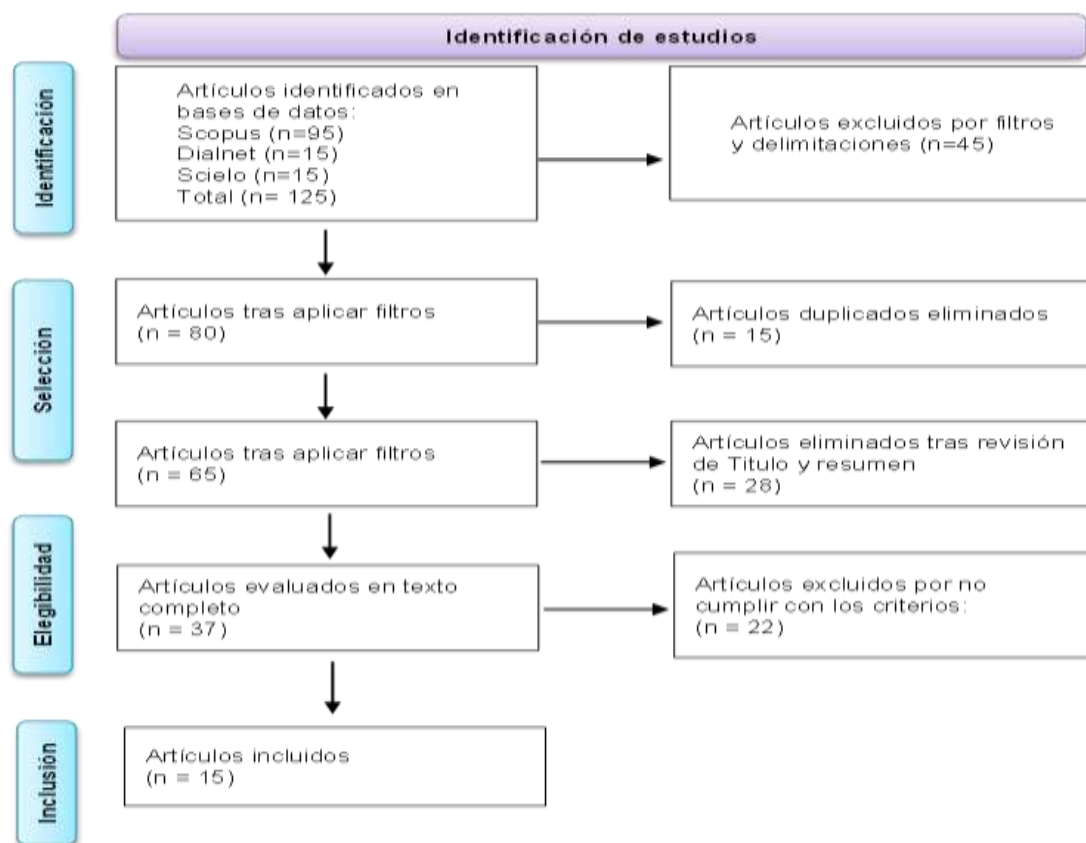 Identificación de estudios
Identificación
Artículos identificados en
bases de datos:
Scopus (n=95)
Dialnet (n=15)
Scielo (n=15)
Total (n= 125)
Artículos excluidos por filtros
y delimitaciones (n=45)
Selección
Artículos tras aplicar filtros
(n = 80)
Artículos duplicados eliminados
(n = 15)
Artículos tras aplicar filtros
(n = 65)
Artículos eliminados tras revisión
de Titulo y resumen
(n = 28)
Elegibilidad
Artículos evaluados en texto
completo
(n = 37)
Artículos excluidos por no
cumplir con los criterios:
(n = 22)
Inclusión
Artículos incluidos
(n = 15)